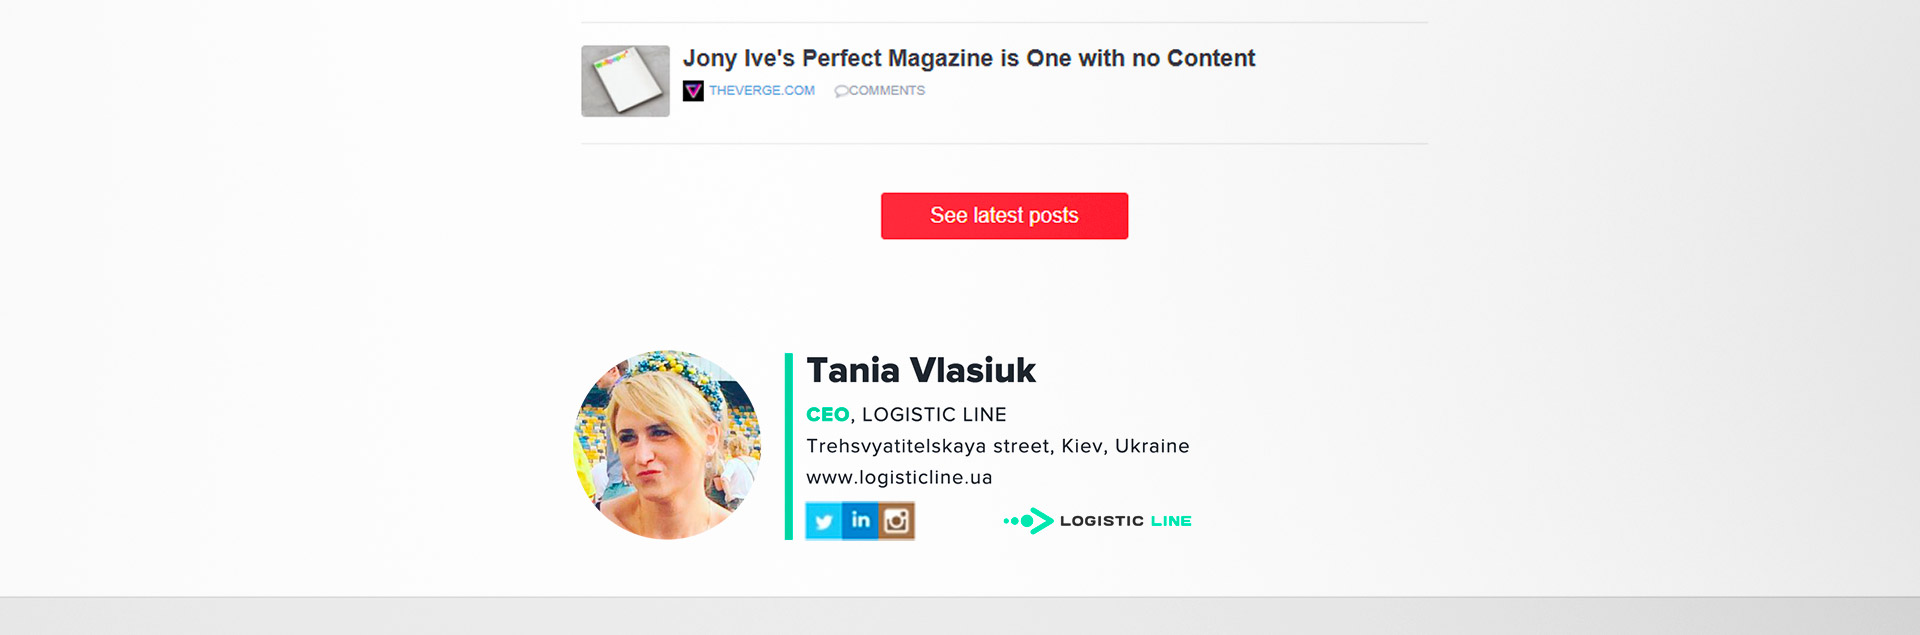 Jony Ive's Perfect Magazine is One with no Content
THEVERGE.COM COMMENTS
See latest posts
Tania Vlasiuk
CEO, LOGISTIC LINE
Trehsvyatitelskaya street, Kiev, Ukraine
www.logisticline.ua
in
LOGISTIC LINE